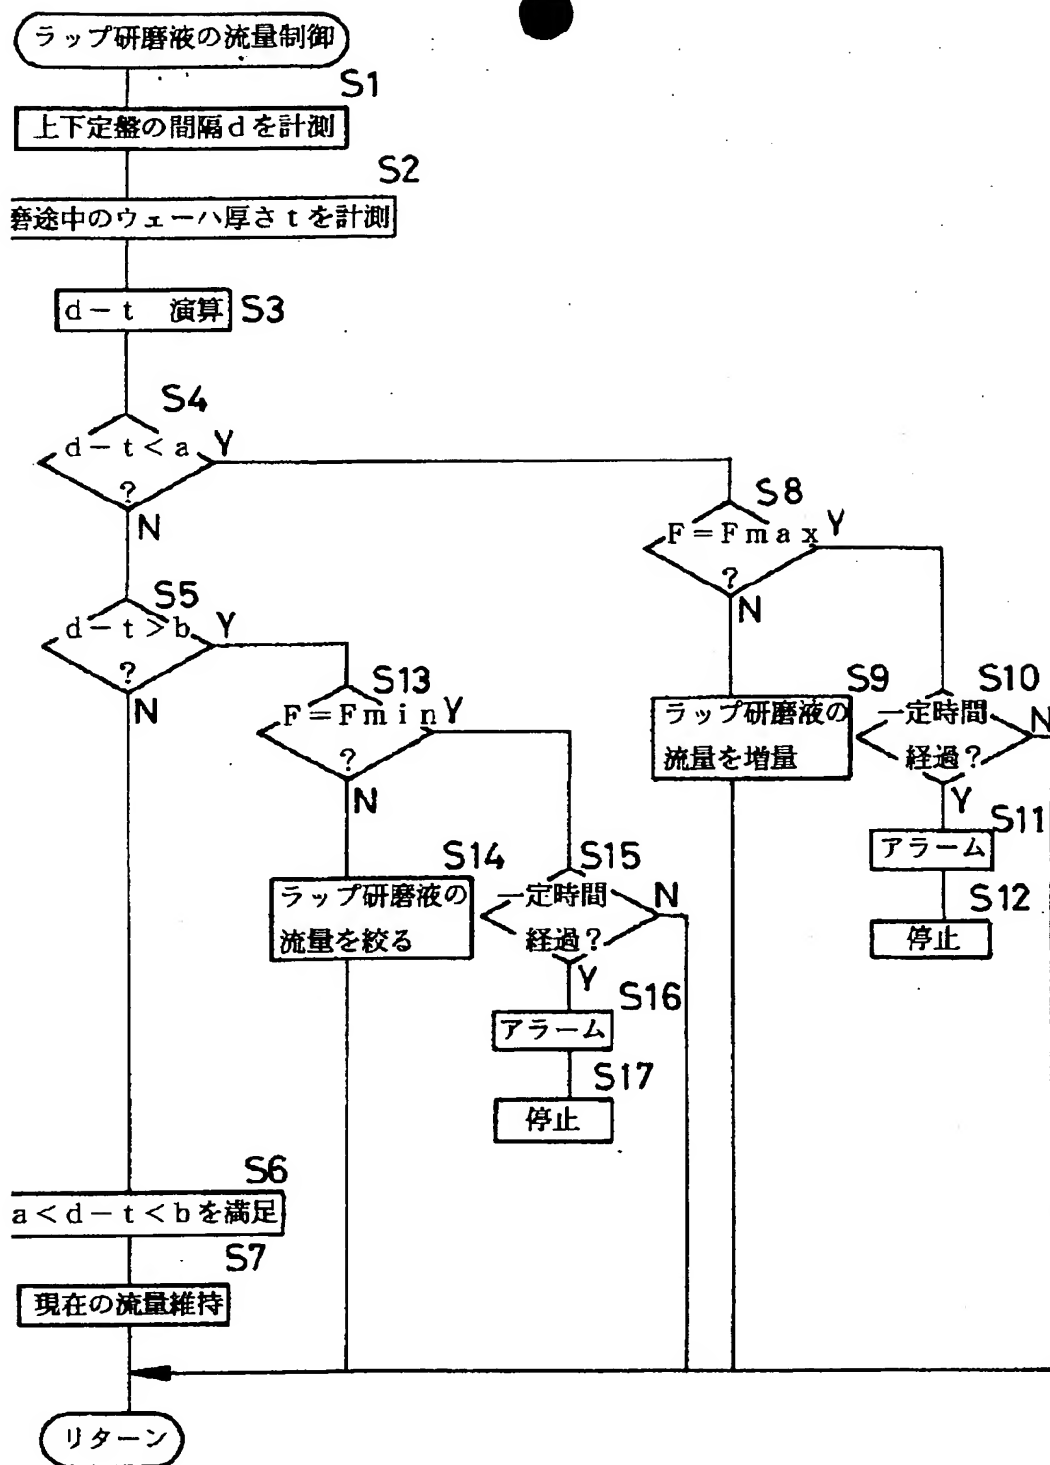 ラップ研磨液の流量制御
S1
上下定盤の間隔dを計測
S2
磨途中のウェーハ厚さtを計測
d－t 演算
S3
S4
d－t＜a
?
Y
N
S5
d－t＞b
?
Y
N
S8
F＝Fmax
?
Y
N
S13
F＝Fmin
?
Y
N
S9
ラップ研磨液の
流量を増量
S10
一定時間
経過?
N
Y
S11
アラーム
S12
停止
S14
ラップ研磨液の
流量を絞る
S15
一定時間
経過?
N
Y
S16
アラーム
S17
停止
S6
a＜d－t＜bを満足
S7
現在の流量維持
リターン